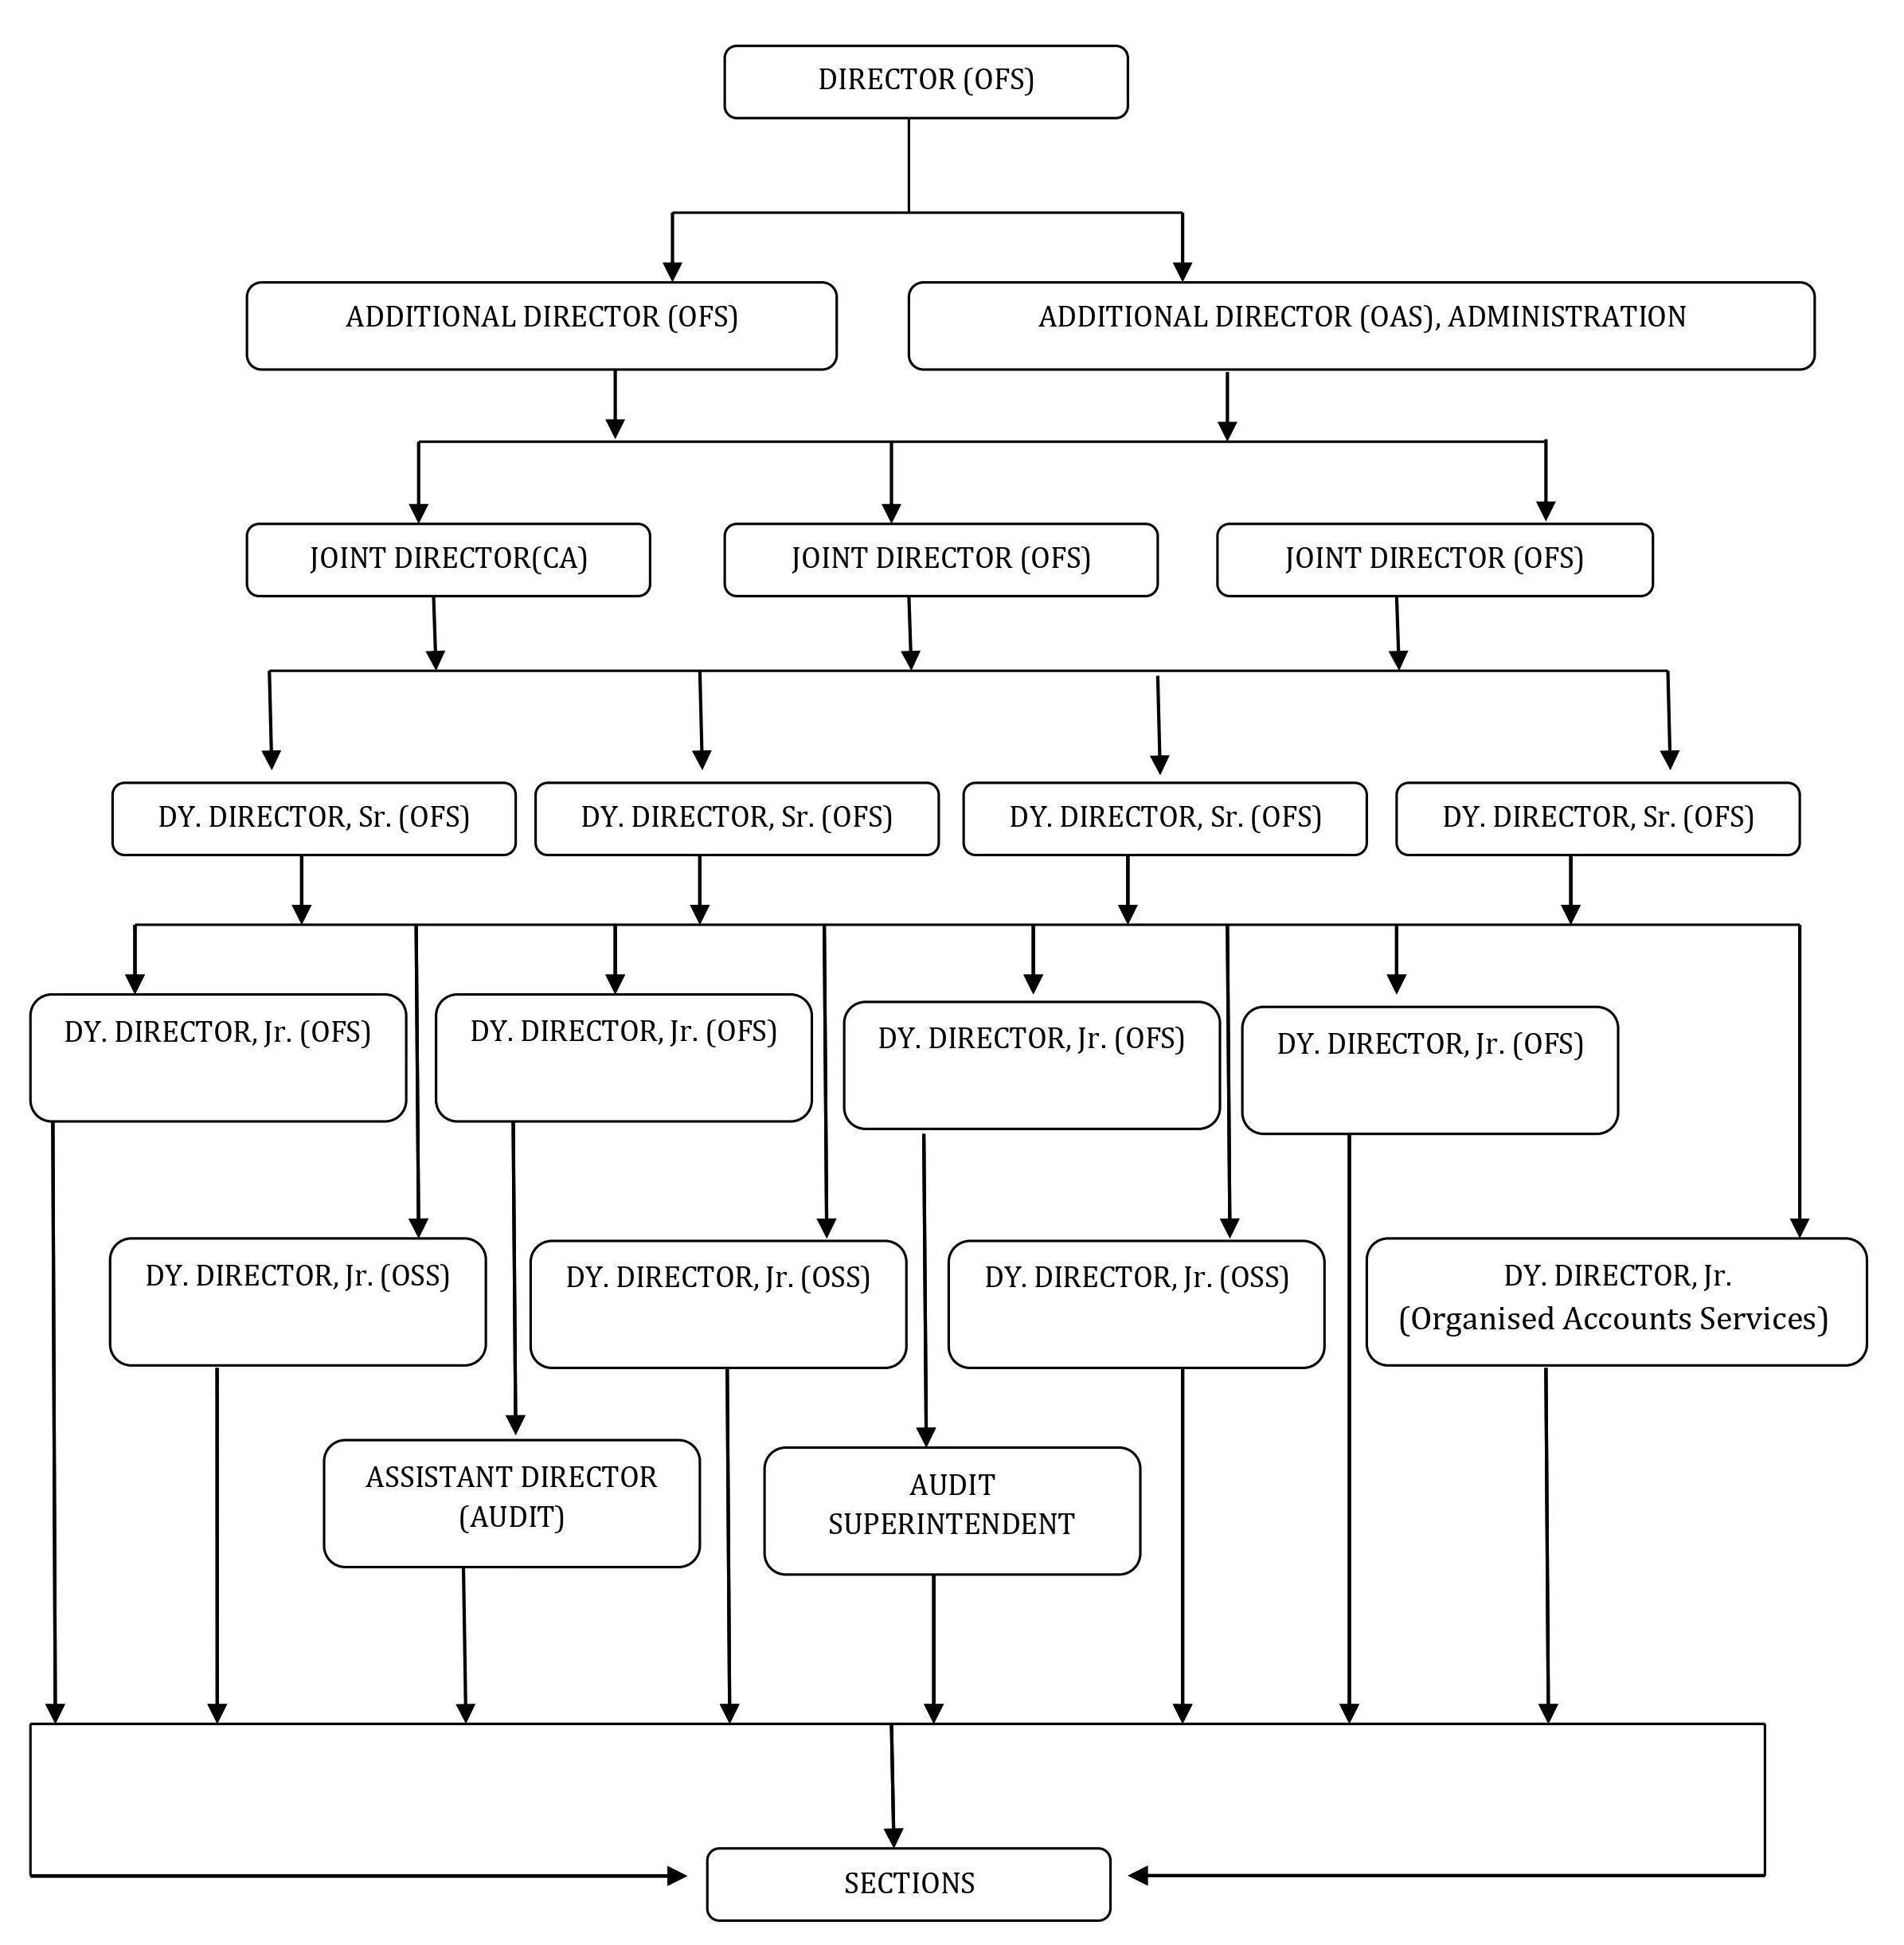 DIRECTOR (OFS)
ADDITIONAL DIRECTOR (OFS)
ADDITIONAL DIRECTOR (OAS), ADMINISTRATION
JOINT DIRECTOR(CA)
JOINT DIRECTOR (OFS)
JOINT DIRECTOR (OFS)
DY. DIRECTOR, Sr. (OFS)
DY. DIRECTOR, Sr. (OFS)
DY. DIRECTOR, Sr. (OFS)
DY. DIRECTOR, Sr. (OFS)
DY. DIRECTOR, Jr. (OFS)
DY. DIRECTOR, Jr. (OFS)
DY. DIRECTOR, Jr. (OFS)
DY. DIRECTOR, Jr. (OFS)
DY. DIRECTOR, Jr. (OSS)
DY. DIRECTOR, Jr. (OSS)
DY. DIRECTOR, Jr. (OSS)
DY. DIRECTOR, Jr.
(Organised Accounts Services)
ASSISTANT DIRECTOR
(AUDIT)
AUDIT
SUPERINTENDENT
SECTIONS